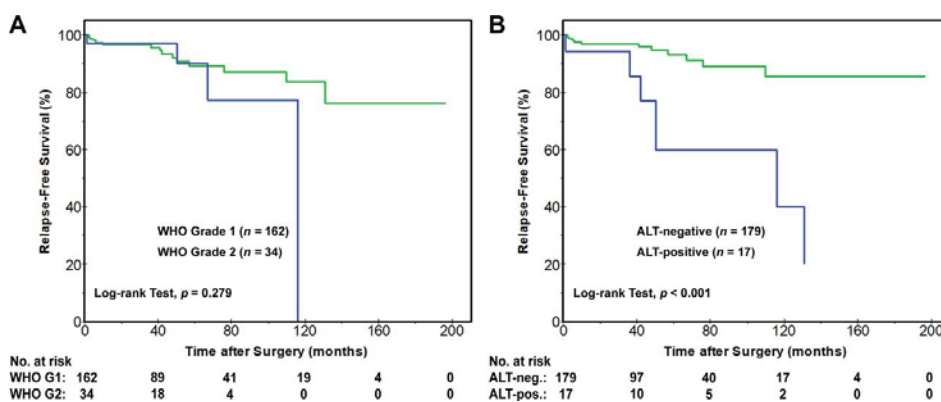 A
Relapse-Free Survival (%)
100
80
60
40
20
0
WHO Grade 1 (n = 162)
WHO Grade 2 (n = 34)
Log-rank Test, p = 0.279
0 40 80 120 160 200
Time after Surgery (months)
No. at risk
WHO G1: 162 89 41 19 4 0
WHO G2: 34 18 4 0 0 0
B
Relapse-Free Survival (%)
100
80
60
40
20
0
ALT-negative (n = 179)
ALT-positive (n = 17)
Log-rank Test, p < 0.001
0 40 80 120 160 200
Time after Surgery (months)
No. at risk
ALT-neg.: 179 97 40 17 4 0
ALT-pos.: 17 10 5 2 0 0